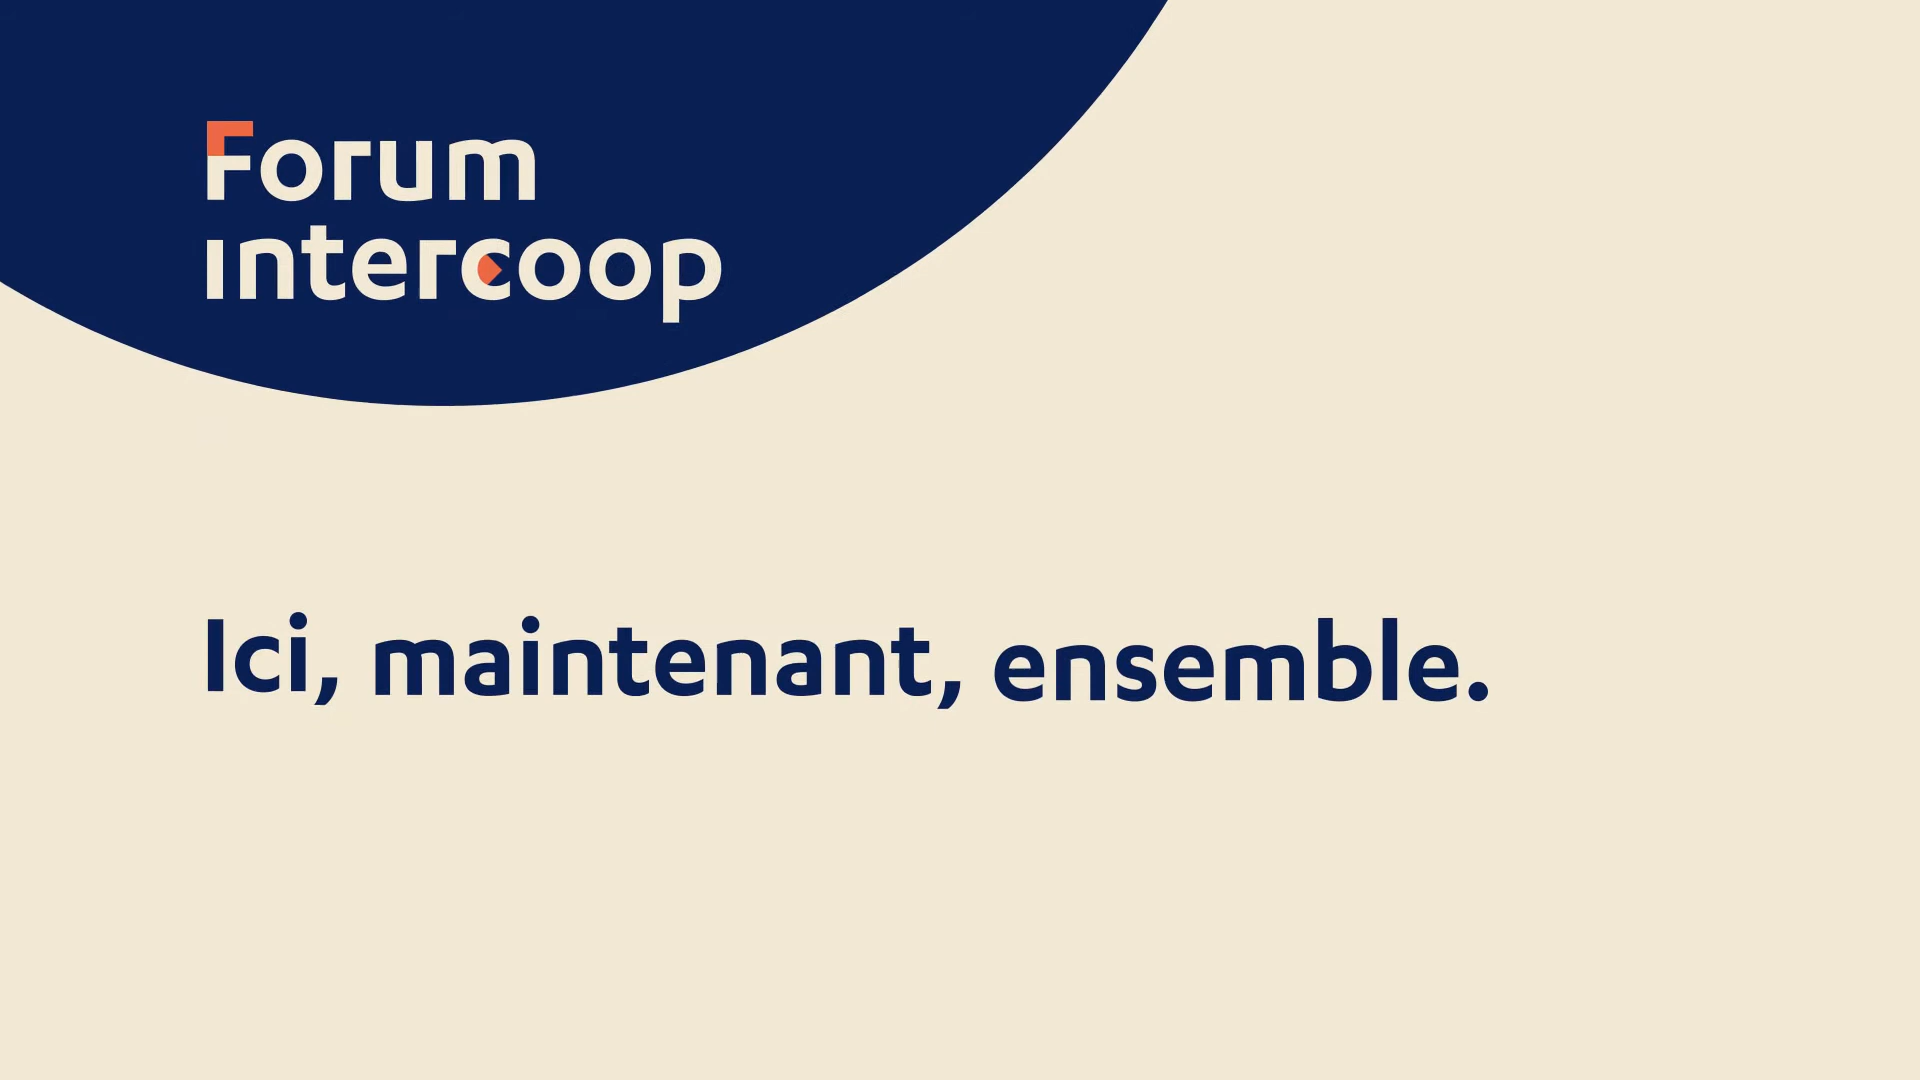 Forum
intercoop
Ici, maintenant, ensemble.